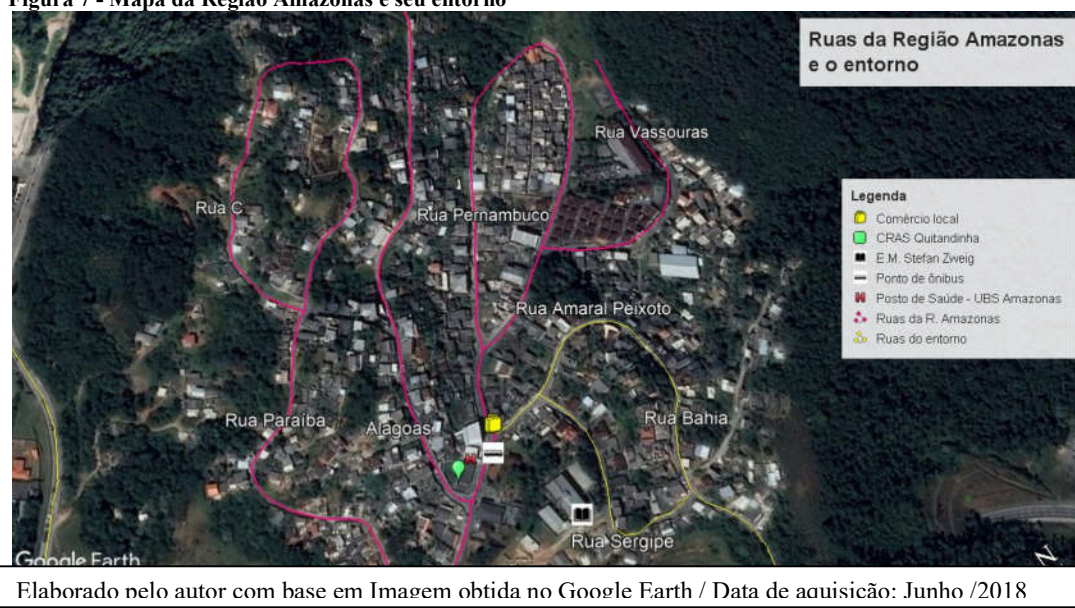 Figura 7 - Mapa da Região Amazonas e seu entorno
Ruas da Região Amazonas
e o entorno
Rua Vassouras
Legenda
Comércio local
CRAS Quitandinha
E.M. Stefan Zweig
Ponto de ônibus
Posto de Saúde - UBS Amazonas
Ruas da R. Amazonas
Ruas do entorno
Rua C
Rua Pernambuco
Rua Amaral Peixoto
Rua Paraíba
Alagoas
Rua Bahia
Rua Sergipe
Google Earth
N
Elaborado pelo autor com base em Imagem obtida no Google Earth / Data de aquisição: Junho /2018